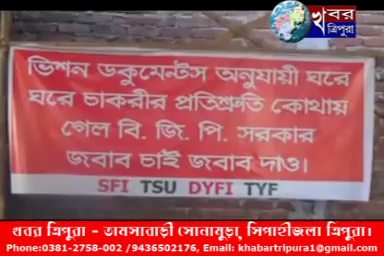 খবর
ত্রিপুরা
ভিশন ডকুমেন্টস অনুযায়ী ঘরে
ঘরে চাকরীর প্রতিশ্রুতি কোথায়
গেল বি. জি. পি. সরকার
জবাব চাই জবাব দাও।
SFI TSU DYFI TYF
খবর ত্রিপুরা - তামসাবাড়ী সোনামুড়া, সিপাহীজলা ত্রিপুরা।
Phone:0381-2758-002 /9436502176, Email: khabartripura1@gmail.com